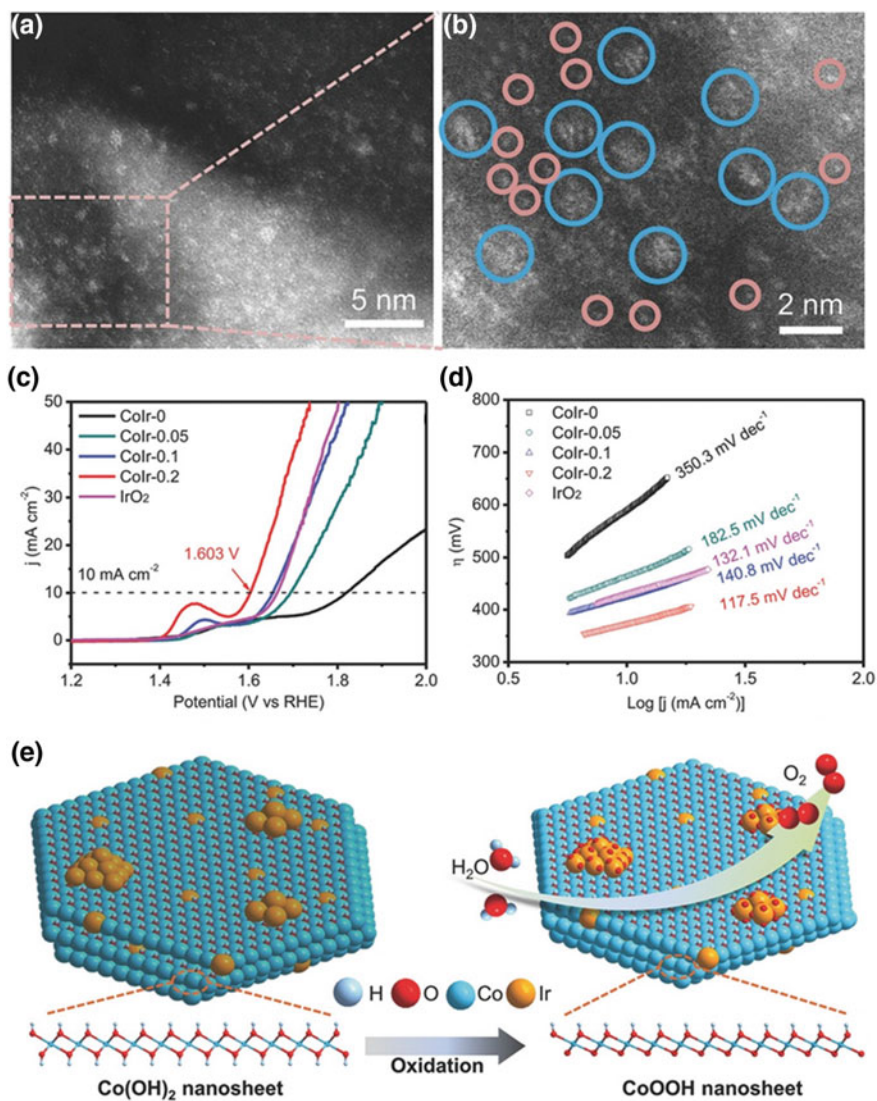 (a)
5 nm
(b)
2 nm
(c)
50
40
30
20
10
0
j (mA cm⁻²)
CoIr-0
CoIr-0.05
CoIr-0.1
CoIr-0.2
IrO₂
1.603 V
10 mA cm⁻²
1.2 1.4 1.6 1.8 2.0
Potential (V vs RHE)
(d)
800
700
600
500
400
300
η (mV)
CoIr-0
CoIr-0.05
CoIr-0.1
CoIr-0.2
IrO₂
350.3 mV dec⁻¹
182.5 mV dec⁻¹
132.1 mV dec⁻¹
140.8 mV dec⁻¹
117.5 mV dec⁻¹
0.5 1.0 1.5 2.0
Log [j (mA cm⁻²)]
(e)
O₂
H₂O
H O Co Ir
Oxidation
Co(OH)₂ nanosheet
CoOOH nanosheet